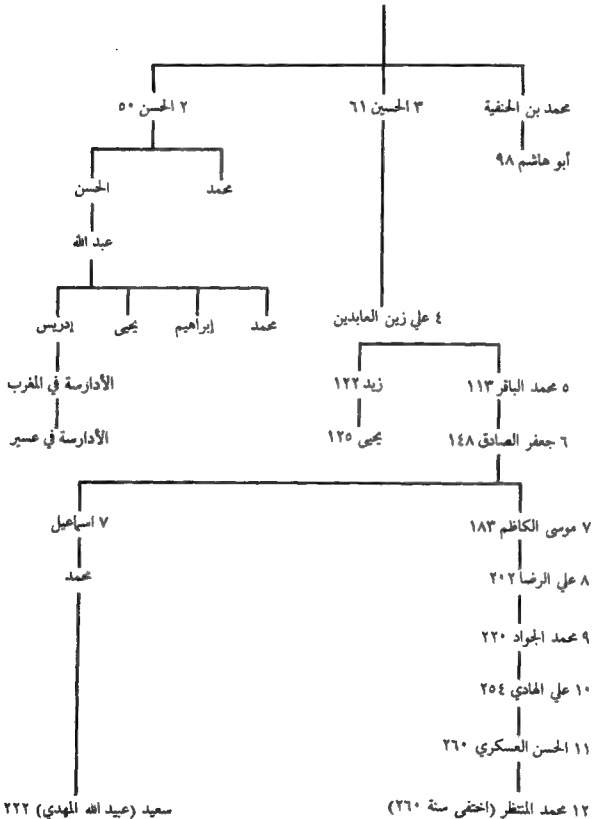 محمد بن الحنفية
٣ الحسين ٦١
٢ الحسن ٥٠
أبو هاشم ٩٨
محمد
الحسن
عبد الله
٤ علي زين العابدين
محمد
إبراهيم
يحيى
إدريس
٥ محمد الباقر ١١٣
زيد ١٢٢
الأدارسة في المغرب
٦ جعفر الصادق ١٤٨
يحيى ١٢٥
الأدارسة في عسير
٧ موسى الكاظم ١٨٣
٧ اسماعيل
٨ علي الرضا ٢٠٢
محمد
٩ محمد الجواد ٢٢٠
١٠ علي الهادي ٢٥٤
١١ الحسن العسكري ٢٦٠
١٢ محمد المنتظر (اختفى سنة ٢٦٠)
سعيد (عبيد الله المهدي) ٢٢٢